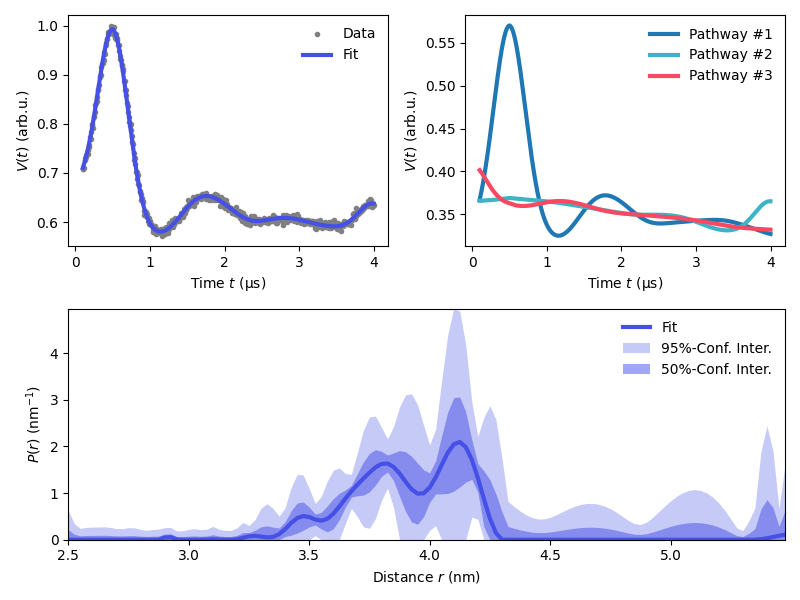 1.0
0.9
0.8
0.7
0.6
V(t) (arb.u.)
Data
Fit
0 1 2 3 4
Time t (μs)
0.55
0.50
0.45
0.40
0.35
V(t) (arb.u.)
Pathway #1
Pathway #2
Pathway #3
0 1 2 3 4
Time t (μs)
4
3
2
1
0
P(r) (nm⁻¹)
Fit
95%-Conf. Inter.
50%-Conf. Inter.
2.5 3.0 3.5 4.0 4.5 5.0
Distance r (nm)